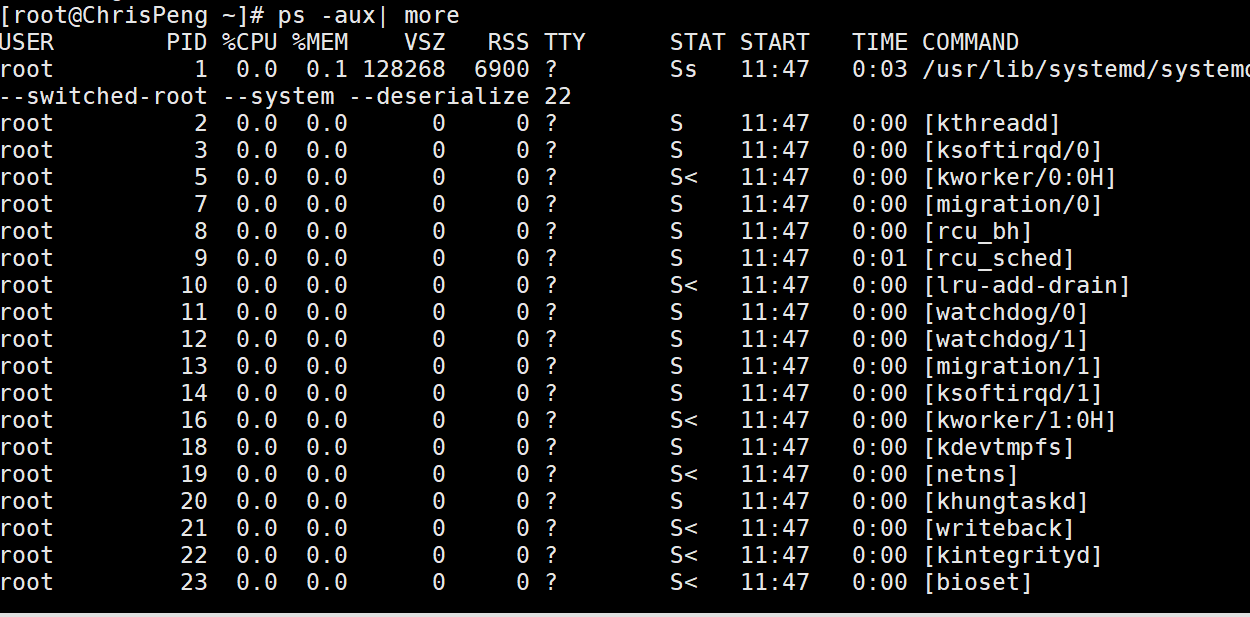 [root@ChrisPeng ~]# ps -aux| more
USER        PID %CPU %MEM    VSZ   RSS TTY      STAT START   TIME COMMAND
root          1  0.0  0.1 128268  6900 ?        Ss   11:47   0:03 /usr/lib/systemd/systemd
--switched-root --system --deserialize 22
root          2  0.0  0.0      0     0 ?        S    11:47   0:00 [kthreadd]
root          3  0.0  0.0      0     0 ?        S    11:47   0:00 [ksoftirqd/0]
root          5  0.0  0.0      0     0 ?        S<   11:47   0:00 [kworker/0:0H]
root          7  0.0  0.0      0     0 ?        S    11:47   0:00 [migration/0]
root          8  0.0  0.0      0     0 ?        S    11:47   0:00 [rcu_bh]
root          9  0.0  0.0      0     0 ?        S    11:47   0:01 [rcu_sched]
root         10  0.0  0.0      0     0 ?        S<   11:47   0:00 [lru-add-drain]
root         11  0.0  0.0      0     0 ?        S    11:47   0:00 [watchdog/0]
root         12  0.0  0.0      0     0 ?        S    11:47   0:00 [watchdog/1]
root         13  0.0  0.0      0     0 ?        S    11:47   0:00 [migration/1]
root         14  0.0  0.0      0     0 ?        S    11:47   0:00 [ksoftirqd/1]
root         16  0.0  0.0      0     0 ?        S<   11:47   0:00 [kworker/1:0H]
root         18  0.0  0.0      0     0 ?        S    11:47   0:00 [kdevtmpfs]
root         19  0.0  0.0      0     0 ?        S<   11:47   0:00 [netns]
root         20  0.0  0.0      0     0 ?        S    11:47   0:00 [khungtaskd]
root         21  0.0  0.0      0     0 ?        S<   11:47   0:00 [writeback]
root         22  0.0  0.0      0     0 ?        S<   11:47   0:00 [kintegrityd]
root         23  0.0  0.0      0     0 ?        S<   11:47   0:00 [bioset]